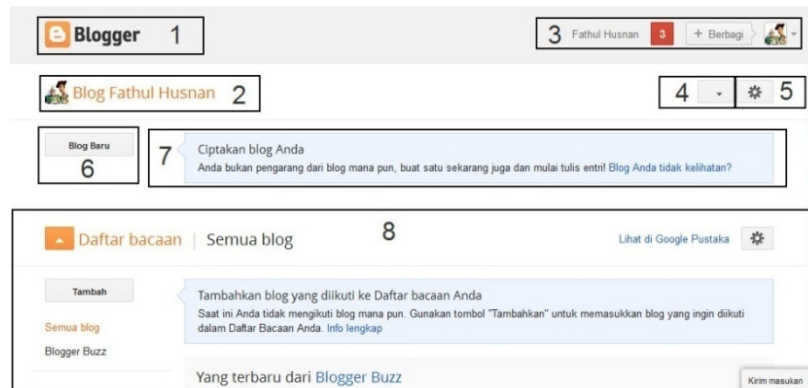 Blogger 1
3 Fathul Husnan 3 + Berbagi
Blog Fathul Husnan 2
4 5
Blog Baru
6
7
Ciptakan blog Anda
Anda bukan pengarang dari blog mana pun, buat satu sekarang juga dan mulai tulis entri! Blog Anda tidak kelihatan?
8
Daftar bacaan | Semua blog
Lihat di Google Pustaka
Tambah
Semua blog
Blogger Buzz
Tambahkan blog yang diikuti ke Daftar bacaan Anda
Saat ini Anda tidak mengikuti blog mana pun. Gunakan tombol "Tambahkan" untuk memasukkan blog yang ingin diikuti
dalam Daftar Bacaan Anda. Info lengkap
Yang terbaru dari Blogger Buzz
Kirim masukan